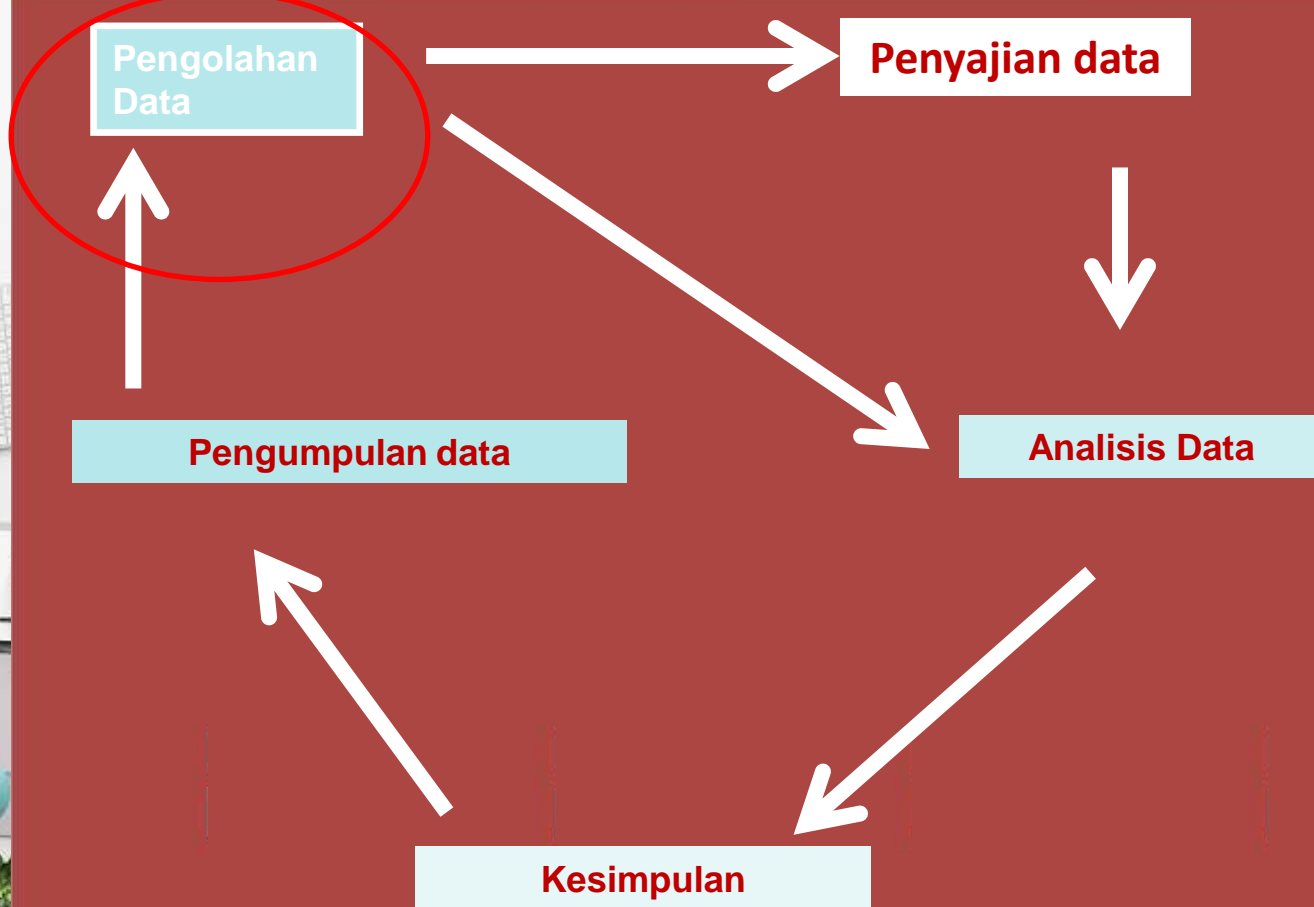 Pengolahan
Data
Penyajian data
Pengumpulan data
Analisis Data
Kesimpulan